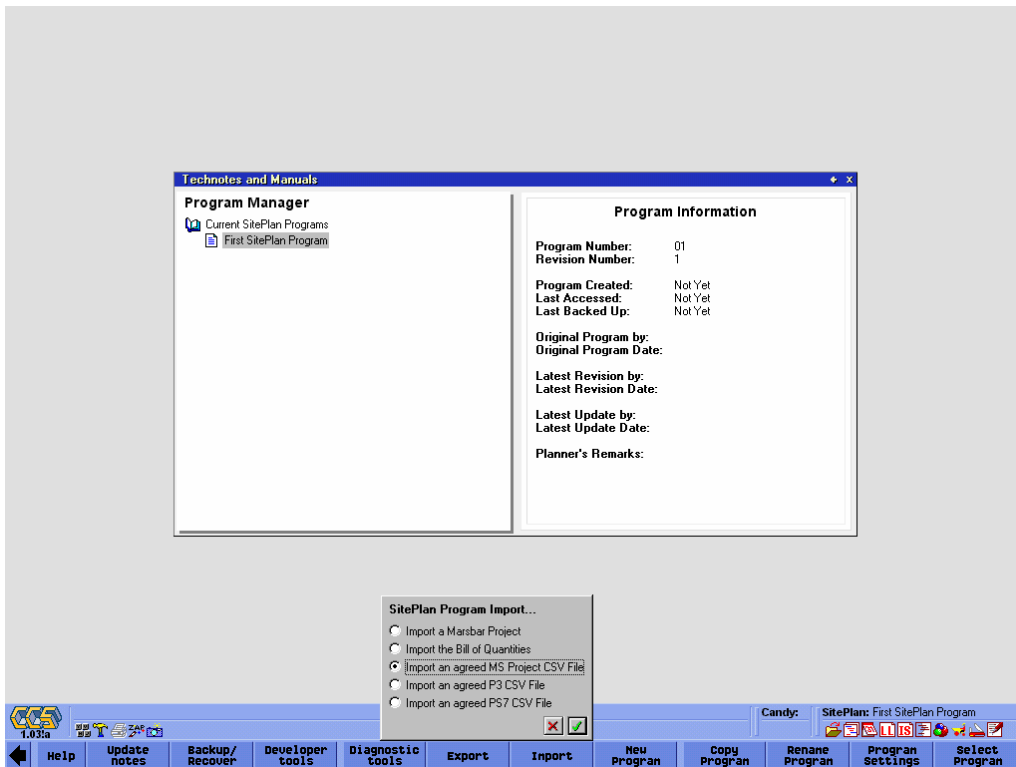 Technotes and Manuals
Program Manager
Current SitePlan Programs
First SitePlan Program
Program Information
Program Number: 01
Revision Number: 1
Program Created: Not Yet
Last Accessed: Not Yet
Last Backed Up: Not Yet
Original Program by:
Original Program Date:
Latest Revision by:
Latest Revision Date:
Latest Update by:
Latest Update Date:
Planner's Remarks:
SitePlan Program Import...
Import a Marsbar Project
Import the Bill of Quantities
Import an agreed MS Project CSV File
Import an agreed P3 CSV File
Import an agreed PS7 CSV File
CCS
1.03!a
ZAP
Candy: SitePlan: First SitePlan Program
LL IS
Help Update notes Backup/ Recover Developer tools Diagnostic tools Export Import New Program Copy Program Rename Program Program Settings Select Program